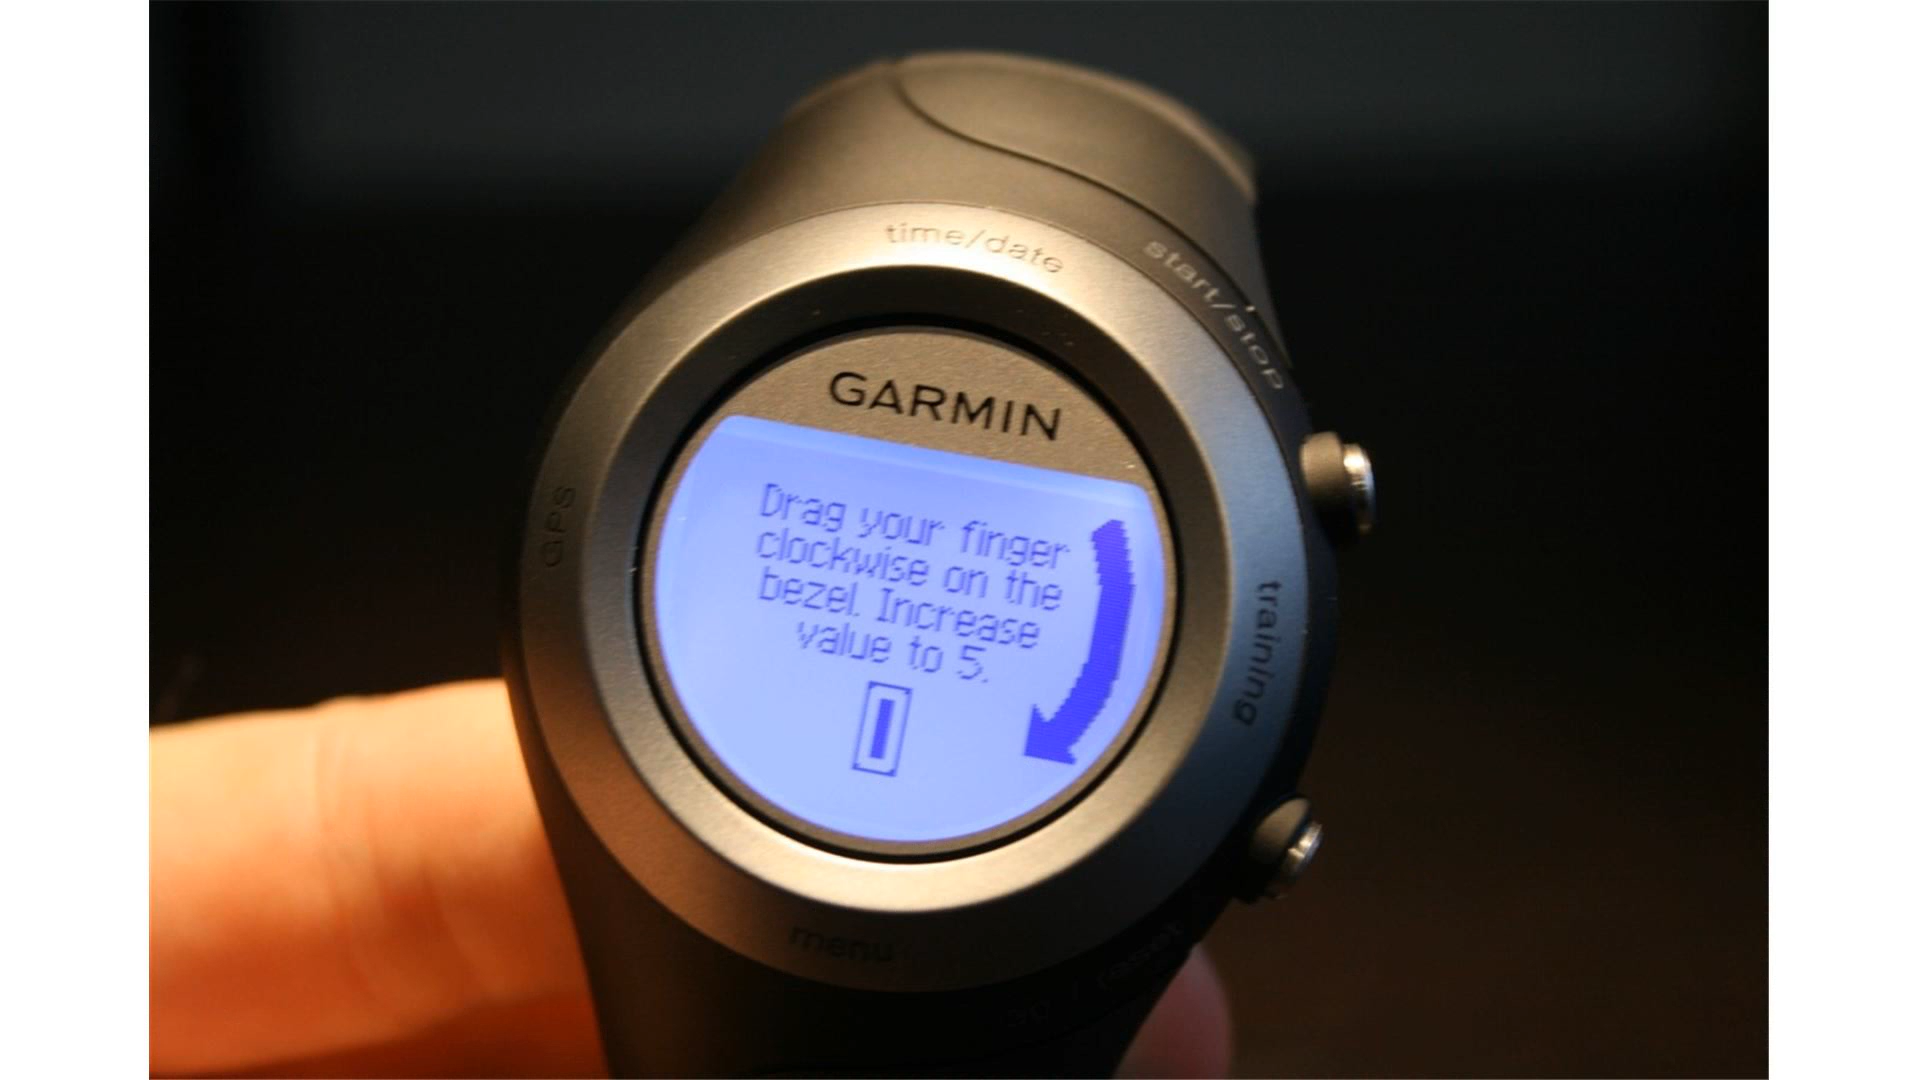 time/date
start/stop
GARMIN
GPS
Drag your finger
clockwise on the
bezel. Increase
value to 5.
1
training
menu
reset